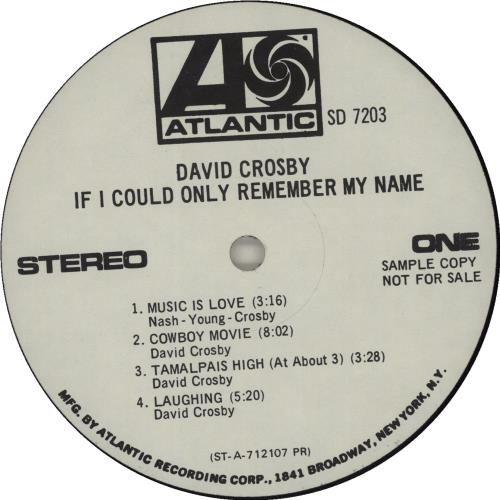 ATLANTIC
SD 7203
DAVID CROSBY
IF I COULD ONLY REMEMBER MY NAME
STEREO
ONE
SAMPLE COPY
NOT FOR SALE
1. MUSIC IS LOVE (3:16)
Nash-Young-Crosby
2. COWBOY MOVIE (8:02)
David Crosby
3. TAMALPAIS HIGH (At About 3) (3:28)
David Crosby
4. LAUGHING (5:20)
David Crosby
(ST-A-712107 PR)
MFG. BY ATLANTIC RECORDING CORP., 1841 BROADWAY, NEW YORK, N.Y.